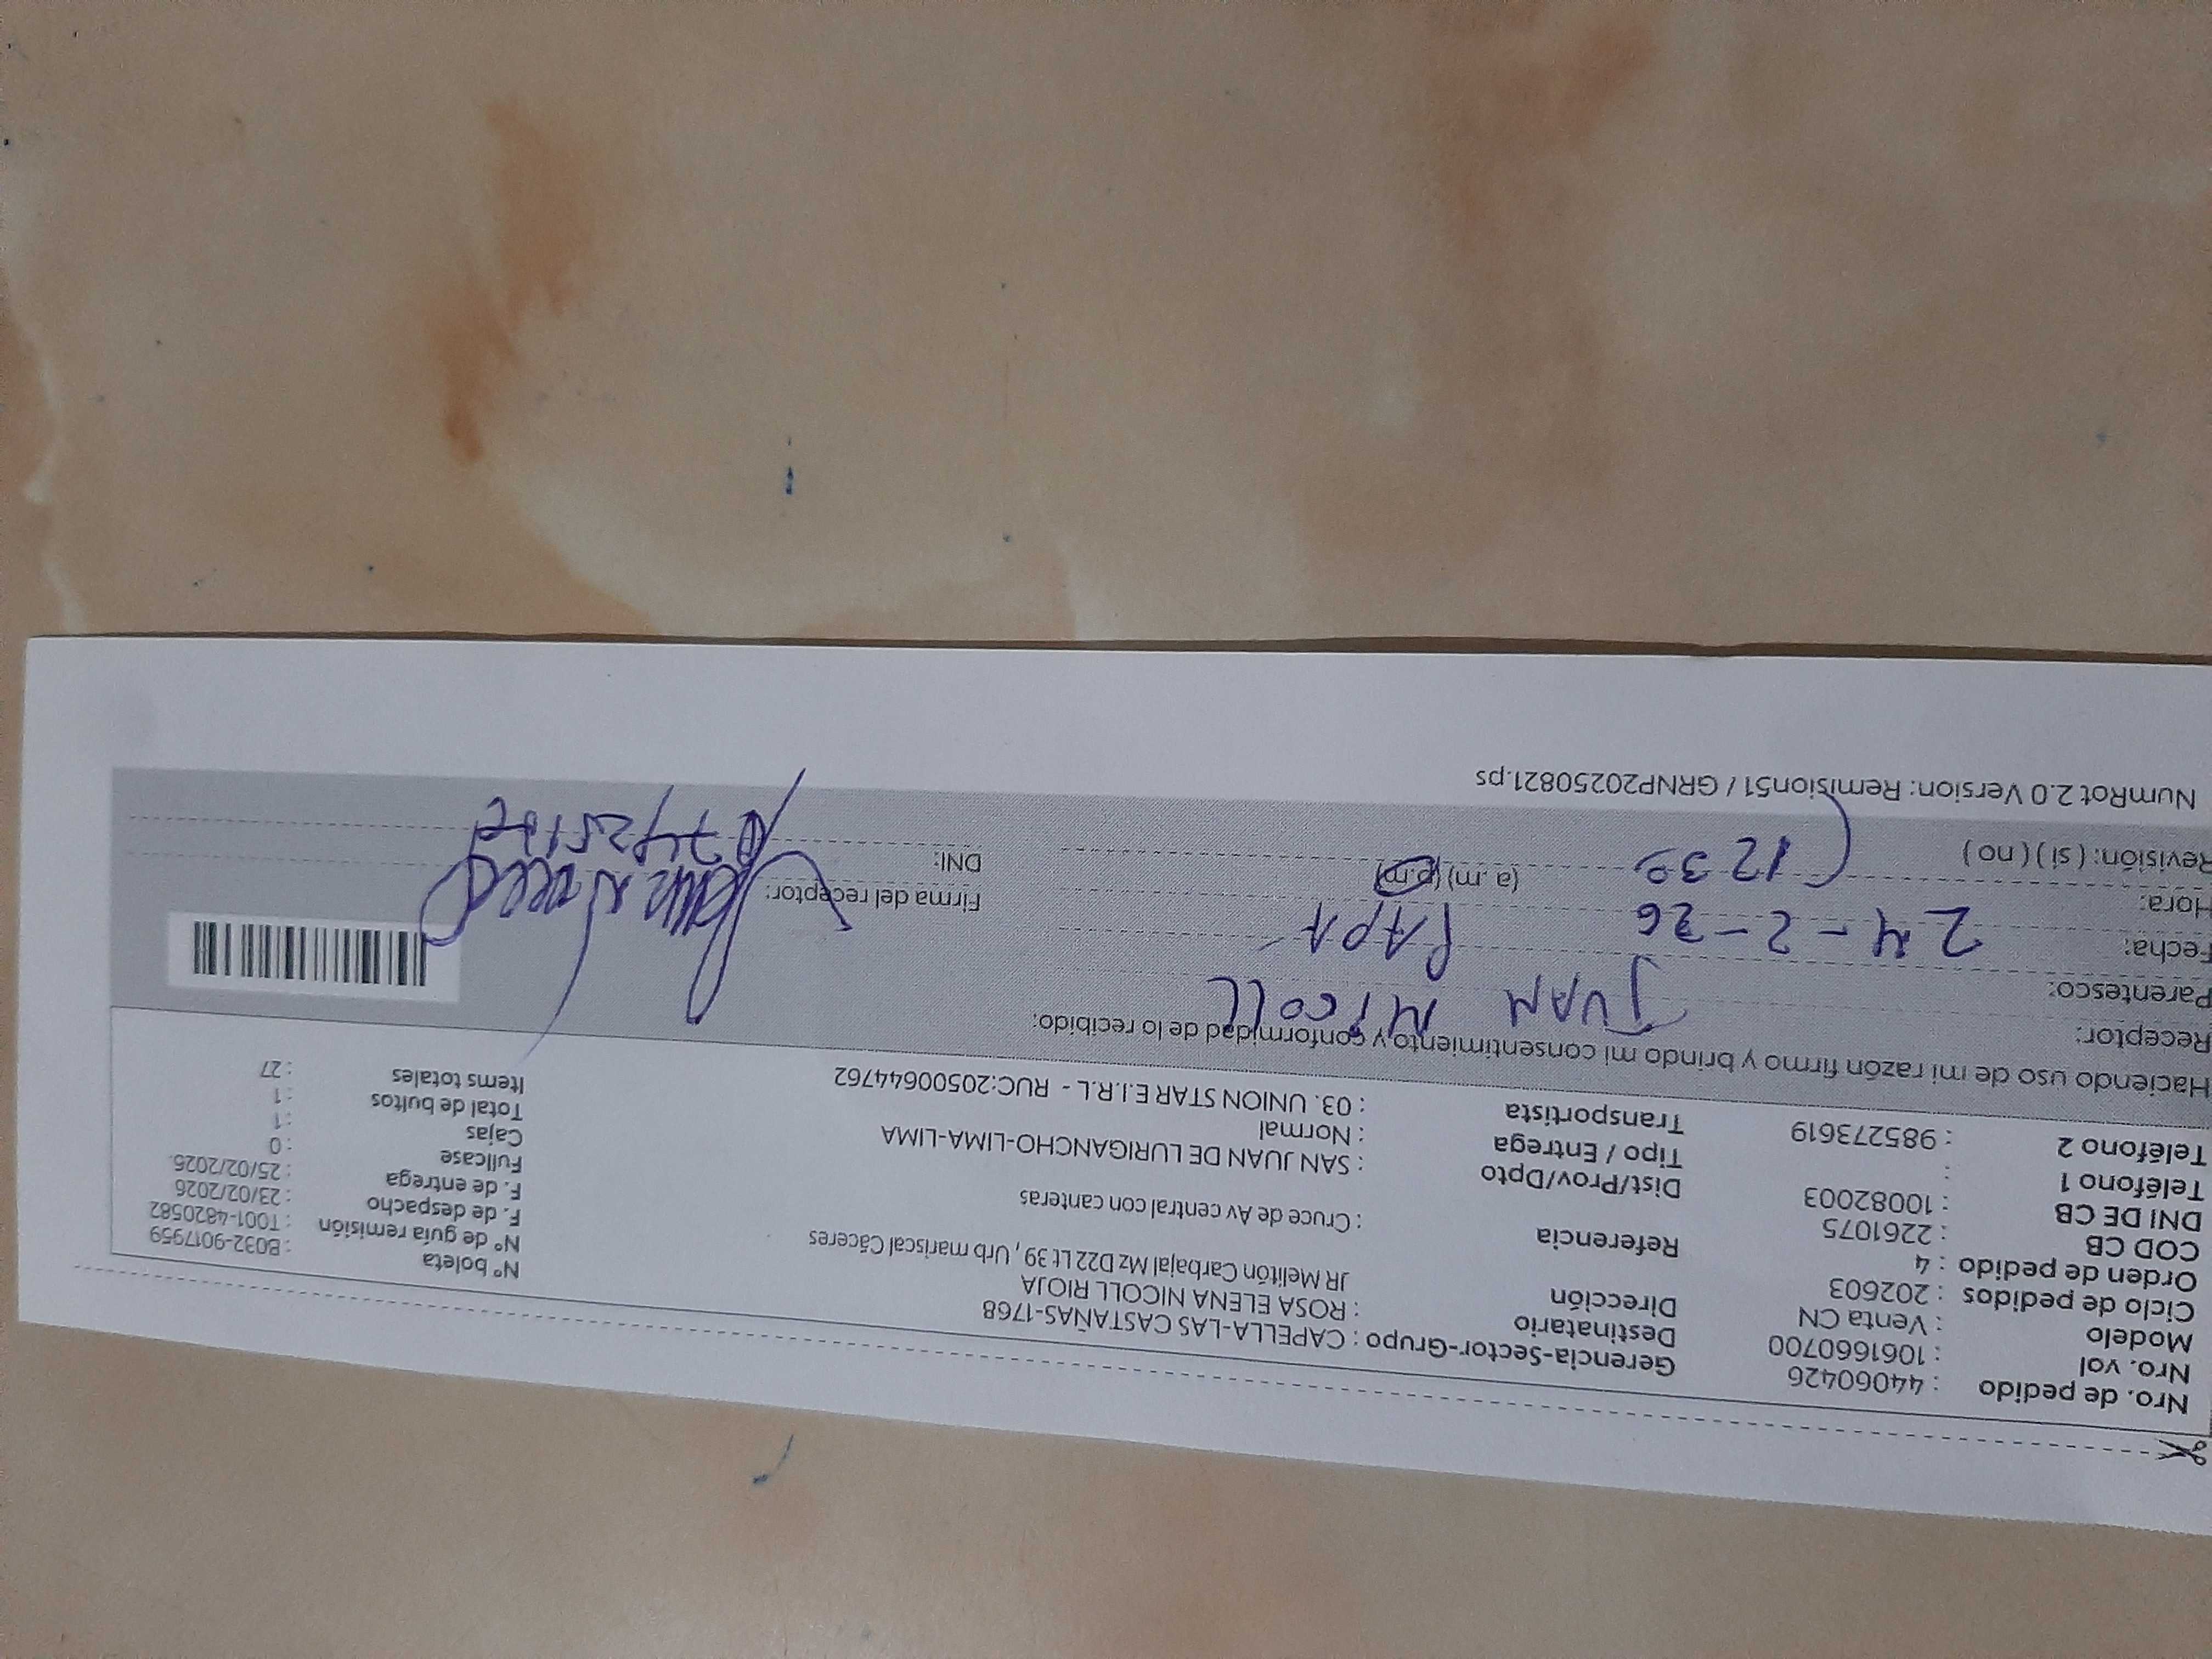 Nro. de pedido : 44060426
Nro. vol : 1061660700
Modelo : Venta CN
Ciclo de pedidos : 202603
Orden de pedido : 4
COD CB : 2261075
DNI DE CB : 10082003
Teléfono 1 :
Teléfono 2 : 985273619
Gerencia-Sector-Grupo : CAPELLA-LAS CASTAÑAS-1768
Destinatario : ROSA ELENA NICOLL RIOJA
Dirección JR Melitón Carbajal Mz D22 Lt 39, Urb mariscal Cáceres
Referencia : Cruce de Av central con canteras
Dist/Prov/Dpto : SAN JUAN DE LURIGANCHO-LIMA-LIMA
Tipo / Entrega : Normal
Transportista : 03. UNION STAR E.I.R.L - RUC:20500644762
N° boleta : B032-9017959
N° de guía remisión : T001-4820582
F. de despacho : 23/02/2026
F. de entrega : 25/02/2026
Fullcase : 0
Cajas : 1
Total de bultos : 1
Items totales : 27
Haciendo uso de mi razón firmo y brindo mi consentimiento y conformidad de lo recibido:
Receptor: JUAN NICOLL
Parentesco: PAPA
Fecha: 24-2-26
Hora: 12 30 (a.m) (p.m)
Revisión: ( si ) ( no )
Firma del receptor:
DNI:
NumRot 2.0 Version: Remision51 / GRNP20250821.ps